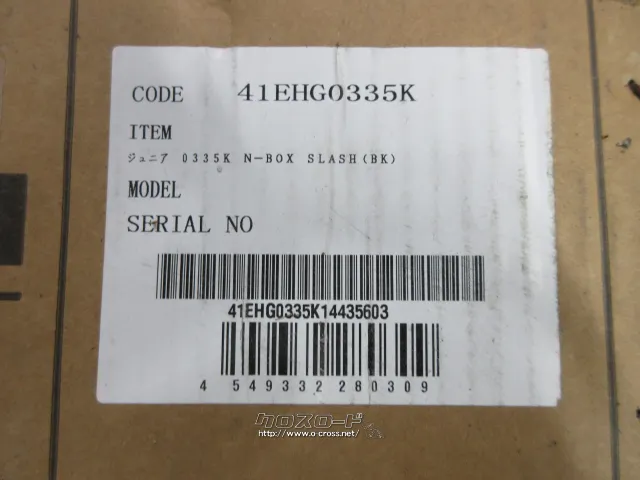 CODE 41EHG0335K
ITEM
ジュニア 0335K N-BOX SLASH(BK)
MODEL
SERIAL NO
41EHG0335K14435603
4 549332 280309
クロスロード
http://www.o-cross.net/